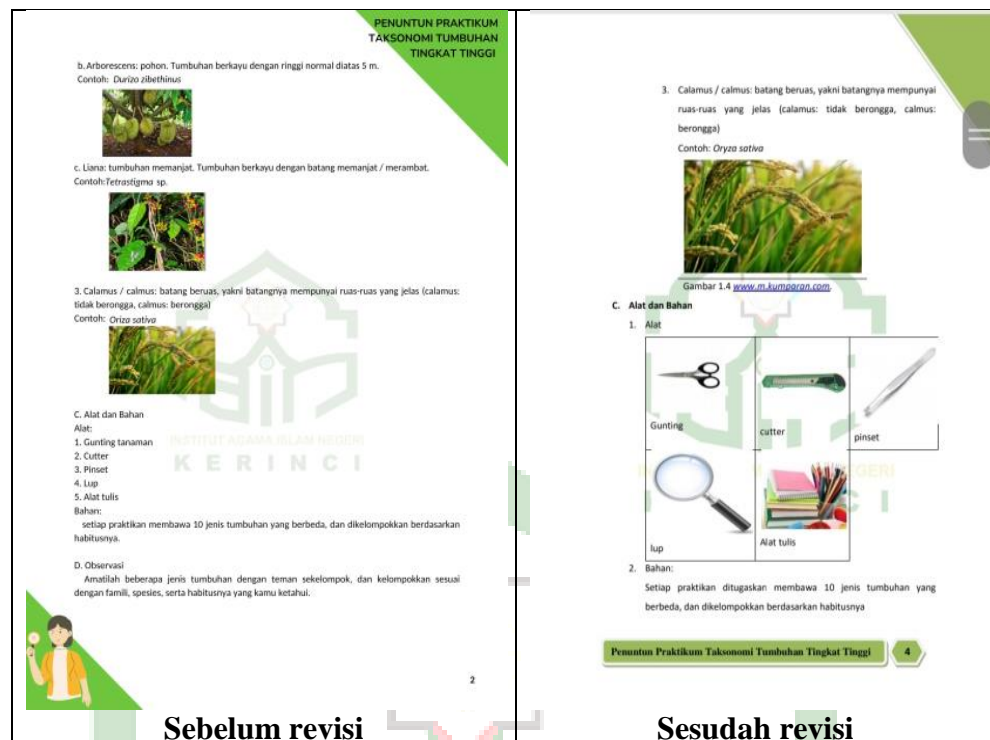 PENUNTUN PRAKTIKUM
TAKSONOMI TUMBUHAN
TINGKAT TINGGI
b. Arborescens: pohon. Tumbuhan berkayu dengan ringgi normal diatas 5 m.
Contoh: Durizo zibethinus
c. Liana: tumbuhan memanjat. Tumbuhan berkayu dengan batang memanjat / merambat.
Contoh:Tetrastigma sp.
3. Calamus / calmus: batang beruas, yakni batangnya mempunyai ruas-ruas yang jelas (calamus:
tidak berongga, calmus: berongga)
Contoh: Oriza sativa
C. Alat dan Bahan
Alat:
1. Gunting tanaman
2. Cutter
3. Pinset
4. Lup
5. Alat tulis
Bahan:
setiap praktikan membawa 10 jenis tumbuhan yang berbeda, dan dikelompokkan berdasarkan
habitusnya.
D. Observasi
Amatilah beberapa jenis tumbuhan dengan teman sekelompok, dan kelompokkan sesuai
dengan famili, spesies, serta habitusnya yang kamu ketahui.
INSTITUT AGAMA ISLAM NEGERI
KERINCI
2
Sebelum revisi
3. Calamus / calmus: batang beruas, yakni batangnya mempunyai
ruas-ruas yang jelas (calamus: tidak berongga, calmus:
berongga)
Contoh: Oryza sativa
Gambar 1.4 www.m.kumparan.com.
C. Alat dan Bahan
1. Alat
Gunting
cutter
pinset
lup
Alat tulis
2. Bahan:
Setiap praktikan ditugaskan membawa 10 jenis tumbuhan yang
berbeda, dan dikelompokkan berdasarkan habitusnya
Penuntun Praktikum Taksonomi Tumbuhan Tingkat Tinggi 4
Sesudah revisi